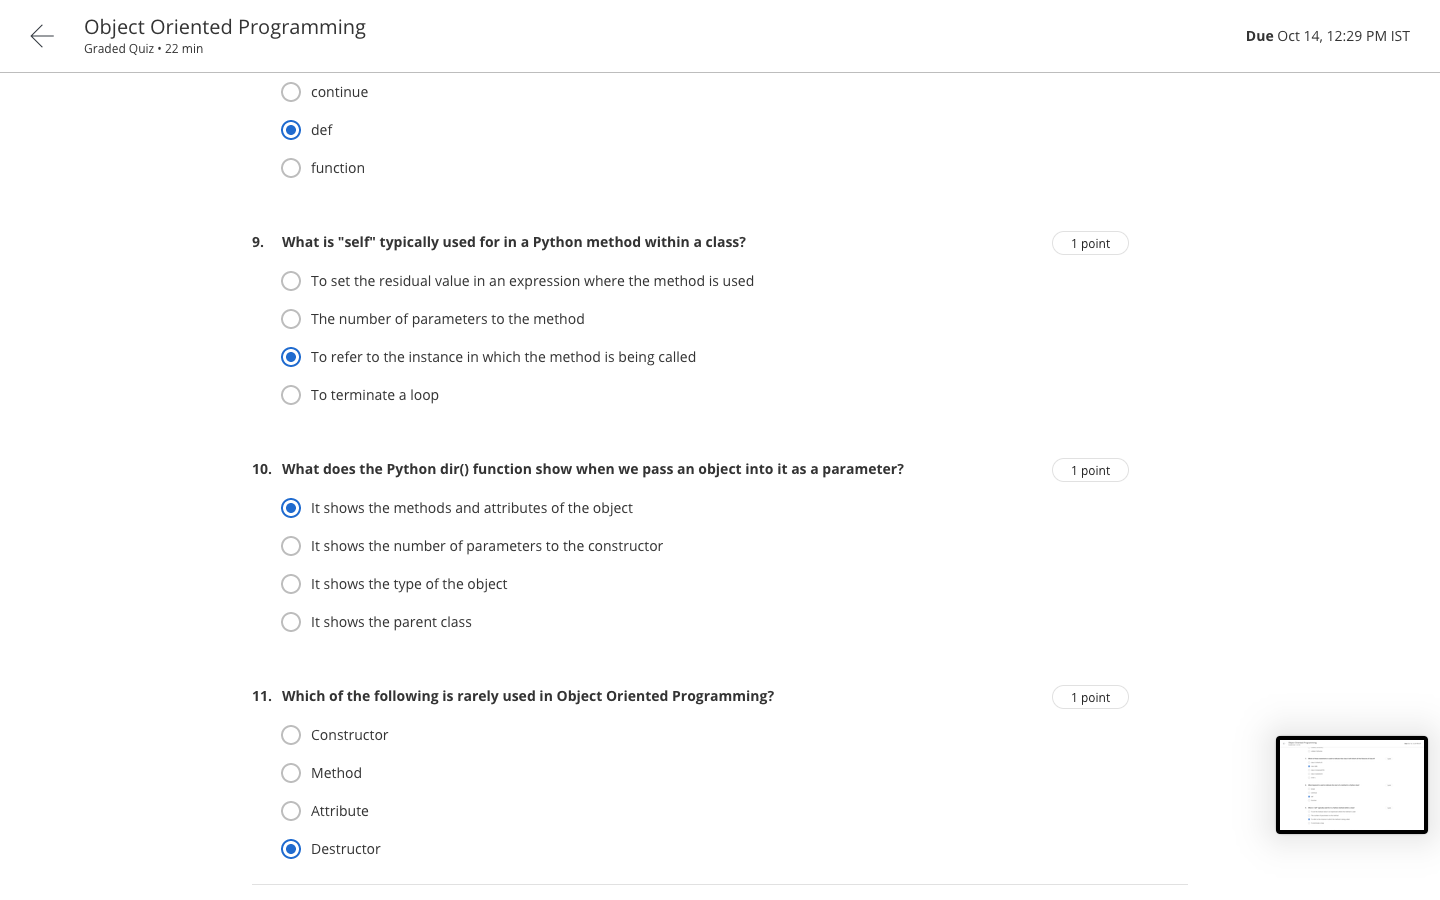 Object Oriented Programming
Graded Quiz • 22 min
Due Oct 14, 12:29 PM IST
continue
def
function
9. What is "self" typically used for in a Python method within a class?
1 point
To set the residual value in an expression where the method is used
The number of parameters to the method
To refer to the instance in which the method is being called
To terminate a loop
10. What does the Python dir() function show when we pass an object into it as a parameter?
1 point
It shows the methods and attributes of the object
It shows the number of parameters to the constructor
It shows the type of the object
It shows the parent class
11. Which of the following is rarely used in Object Oriented Programming?
1 point
Constructor
Method
Attribute
Destructor